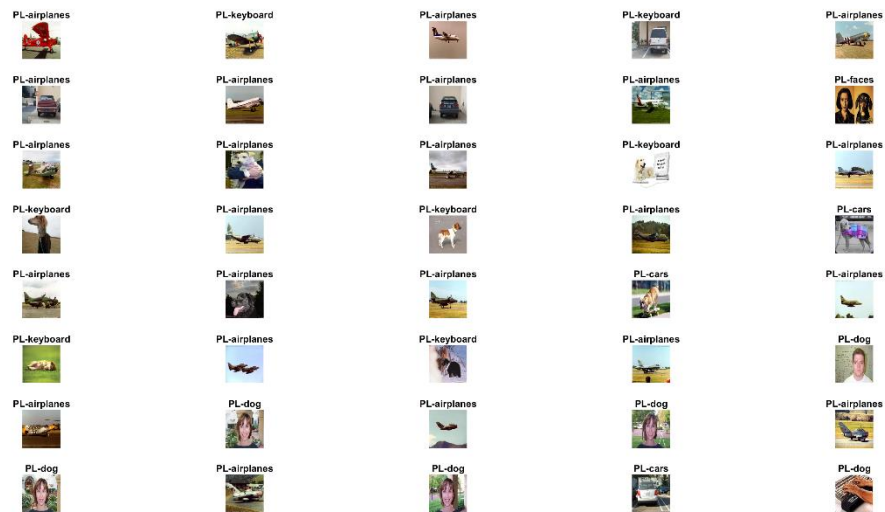 PL-airplanes PL-keyboard PL-airplanes PL-keyboard PL-airplanes
PL-airplanes PL-airplanes PL-airplanes PL-airplanes PL-faces
PL-airplanes PL-airplanes PL-airplanes PL-keyboard PL-airplanes
PL-keyboard PL-airplanes PL-keyboard PL-airplanes PL-cars
PL-airplanes PL-airplanes PL-airplanes PL-cars PL-airplanes
PL-keyboard PL-airplanes PL-keyboard PL-airplanes PL-dog
PL-airplanes PL-dog PL-airplanes PL-dog PL-airplanes
PL-dog PL-airplanes PL-dog PL-cars PL-dog